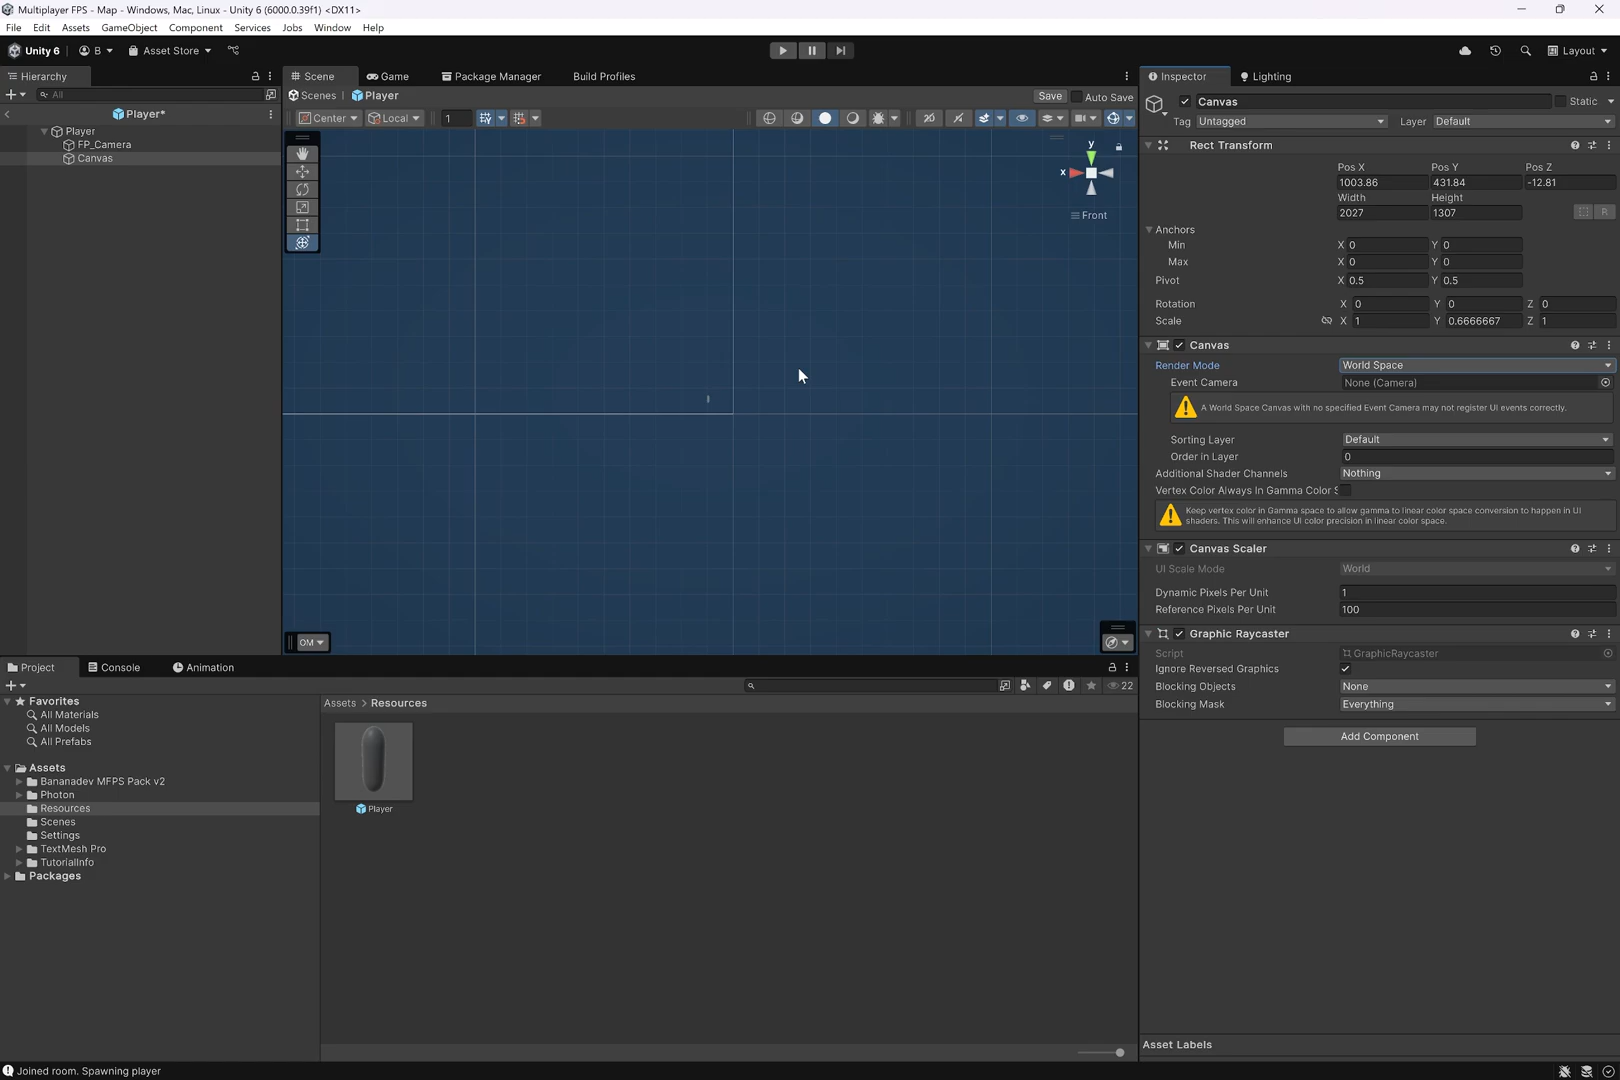 Multiplayer FPS - Map - Windows, Mac, Linux - Unity 6 (6000.0.39f1) <DX11>
File Edit Assets GameObject Component Services Jobs Window Help
Unity 6 B Asset Store Layout
Hierarchy
All
Player*
Player
FP_Camera
Canvas
Scene Game Package Manager Build Profiles
Scenes | Player Save Auto Save
Center Local 1
y
x
Front
OM
Inspector Lighting
Canvas Static
Tag Untagged Layer Default
Rect Transform
Pos X Pos Y Pos Z
1003.86 431.84 -12.81
Width Height
2027 1307 R
Anchors
Min X 0 Y 0
Max X 0 Y 0
Pivot X 0.5 Y 0.5
Rotation X 0 Y 0 Z 0
Scale X 1 Y 0.6666667 Z 1
Canvas
Render Mode World Space
Event Camera None (Camera)
A World Space Canvas with no specified Event Camera may not register UI events correctly.
Sorting Layer Default
Order in Layer 0
Additional Shader Channels Nothing
Vertex Color Always In Gamma Color S
Keep vertex color in Gamma space to allow gamma to linear color space conversion to happen in UI
shaders. This will enhance UI color precision in linear color space.
Canvas Scaler
UI Scale Mode World
Dynamic Pixels Per Unit 1
Reference Pixels Per Unit 100
Graphic Raycaster
Script GraphicRaycaster
Ignore Reversed Graphics
Blocking Objects None
Blocking Mask Everything
Add Component
Asset Labels
Project Console Animation
22
Favorites
All Materials
All Models
All Prefabs
Assets
Bananadev MFPS Pack v2
Photon
Resources
Scenes
Settings
TextMesh Pro
TutorialInfo
Packages
Assets > Resources
Player
Joined room. Spawning player